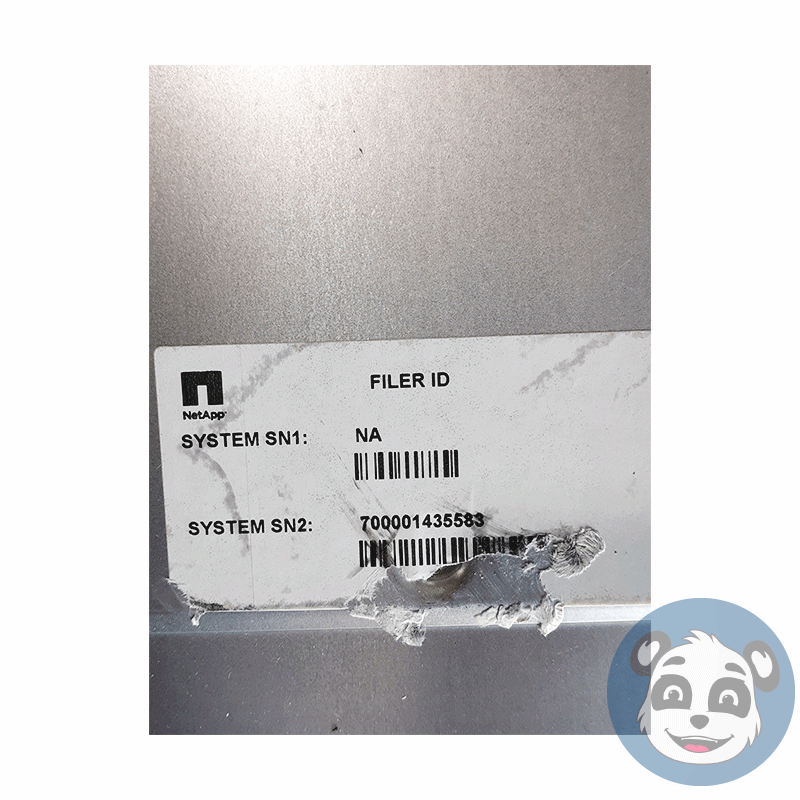 FILER ID
NetApp
SYSTEM SN1: NA
SYSTEM SN2: 700001435583